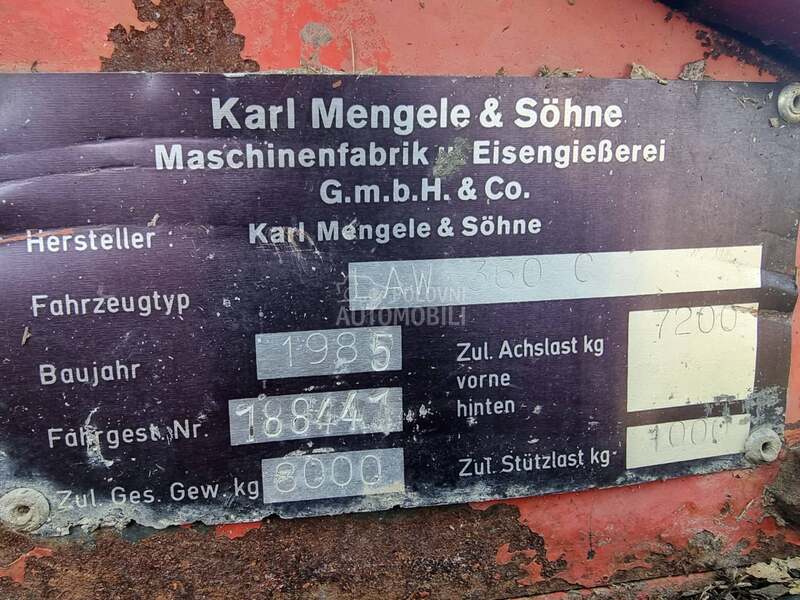 Karl Mengele & Söhne
Maschinenfabrik u. Eisengießerei
G.m.b.H. & Co.
Hersteller Karl Mengele & Söhne
Fahrzeugtyp LAW 360 C
POLOVNI
AUTOMOBILI
Baujahr 1985
Zul. Achslast kg 7200
vorne
hinten
Fahrgest. Nr. 188441
Zul. Ges. Gew. kg 8000
Zul. Stützlast kg 1000